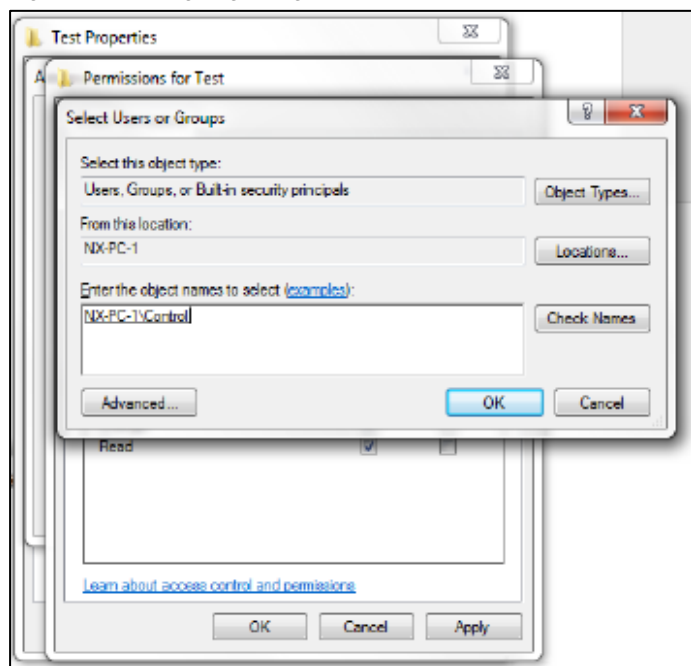 Test Properties
A
Permissions for Test
Select Users or Groups
Select this object type:
Users, Groups, or Built-in security principals
Object Types...
From this location:
NX-PC-1
Locations...
Enter the object names to select (examples):
NX-PC-1\Control
Check Names
Advanced...
OK
Cancel
Read
Learn about access control and permissions
OK
Cancel
Apply